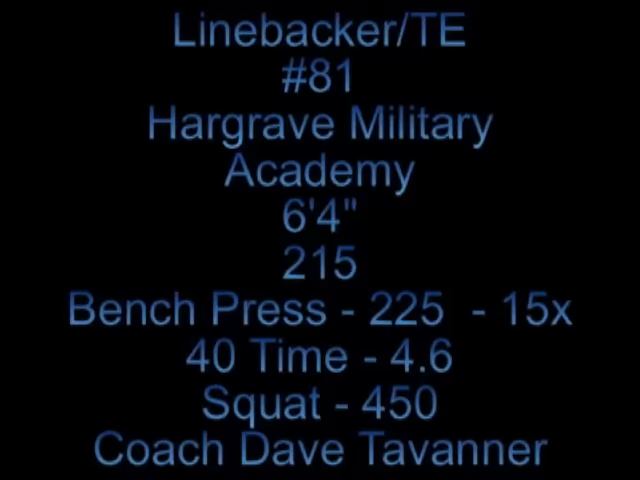 Linebacker/TE
#81
Hargrave Military
Academy
6'4"
215
Bench Press - 225  - 15x
40 Time - 4.6
Squat - 450
Coach Dave Tavanner